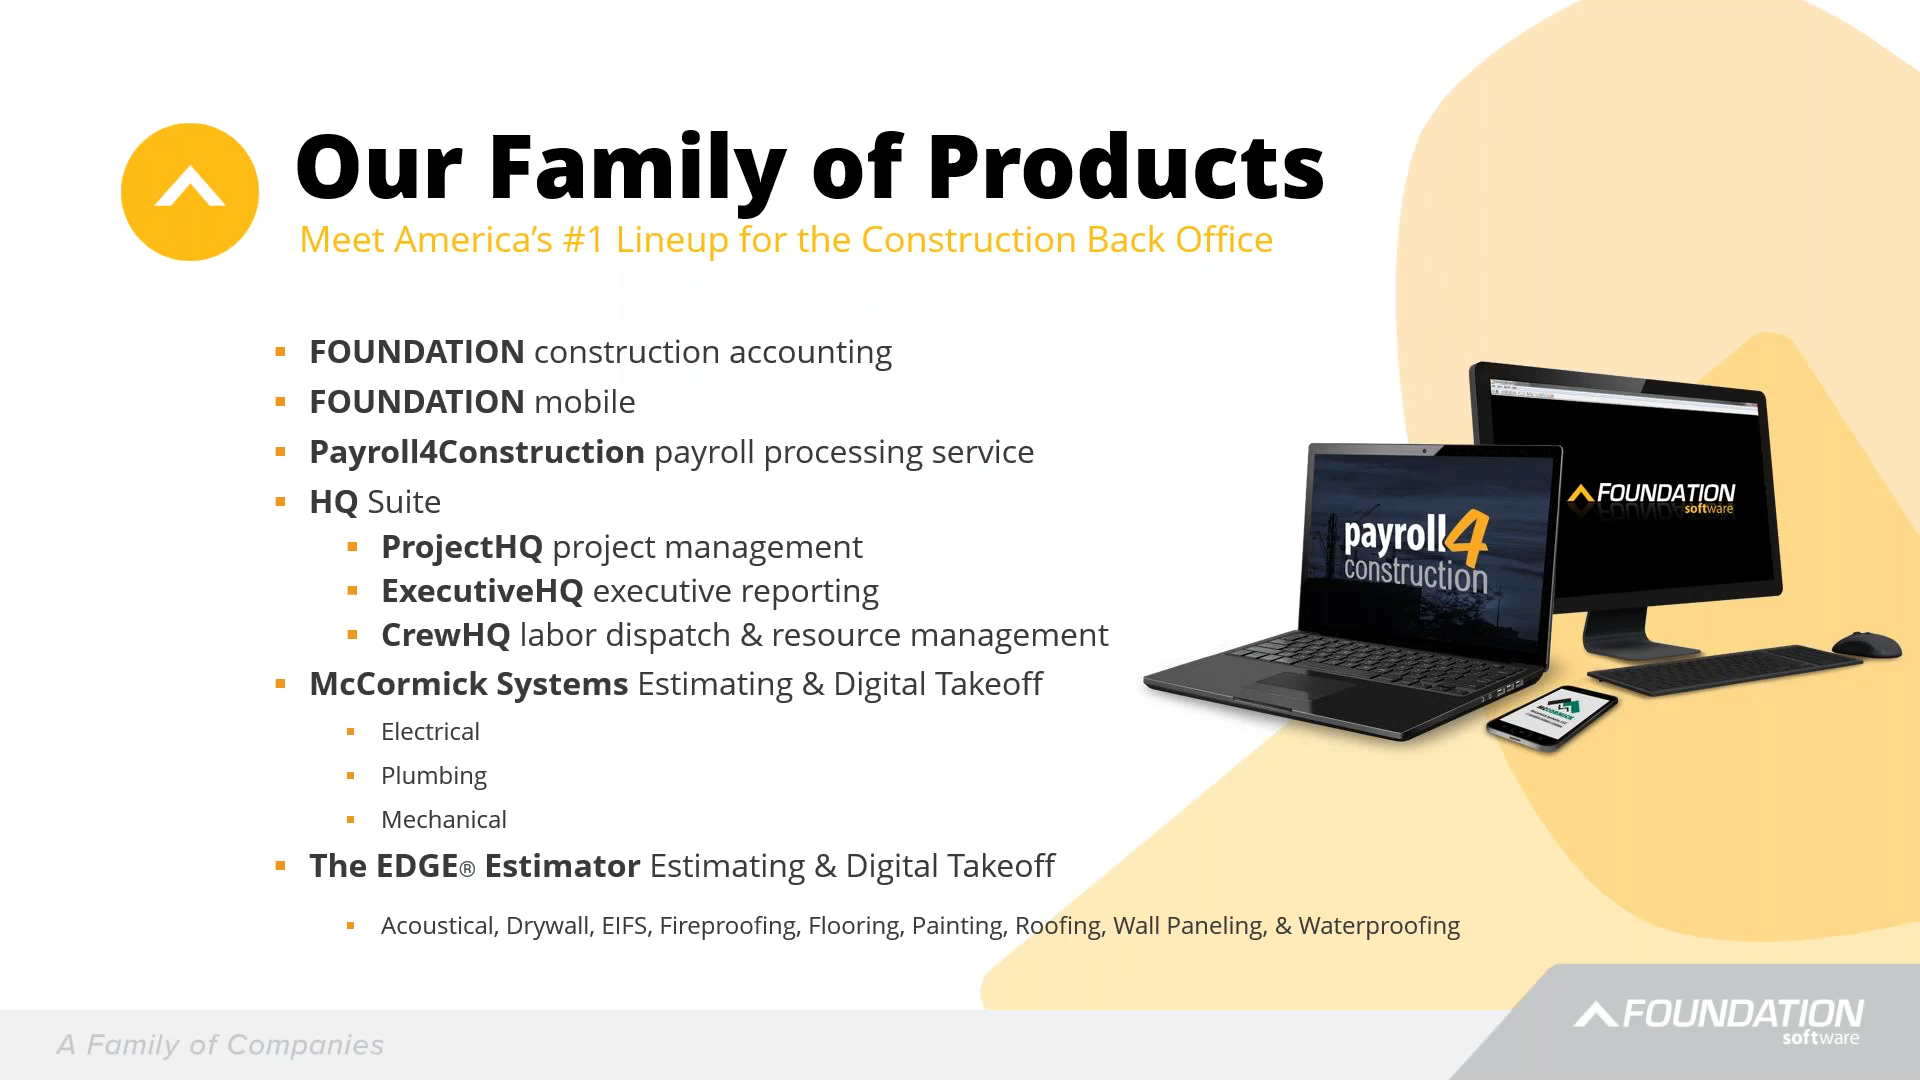 Our Family of Products
Meet America's #1 Lineup for the Construction Back Office
FOUNDATION construction accounting
FOUNDATION mobile
Payroll4Construction payroll processing service
HQ Suite
ProjectHQ project management
ExecutiveHQ executive reporting
CrewHQ labor dispatch & resource management
McCormick Systems Estimating & Digital Takeoff
Electrical
Plumbing
Mechanical
The EDGE® Estimator Estimating & Digital Takeoff
Acoustical, Drywall, EIFS, Fireproofing, Flooring, Painting, Roofing, Wall Paneling, & Waterproofing
FOUNDATION
software
payroll4
construction
MCCORMICK
A Family of Companies
FOUNDATION
software